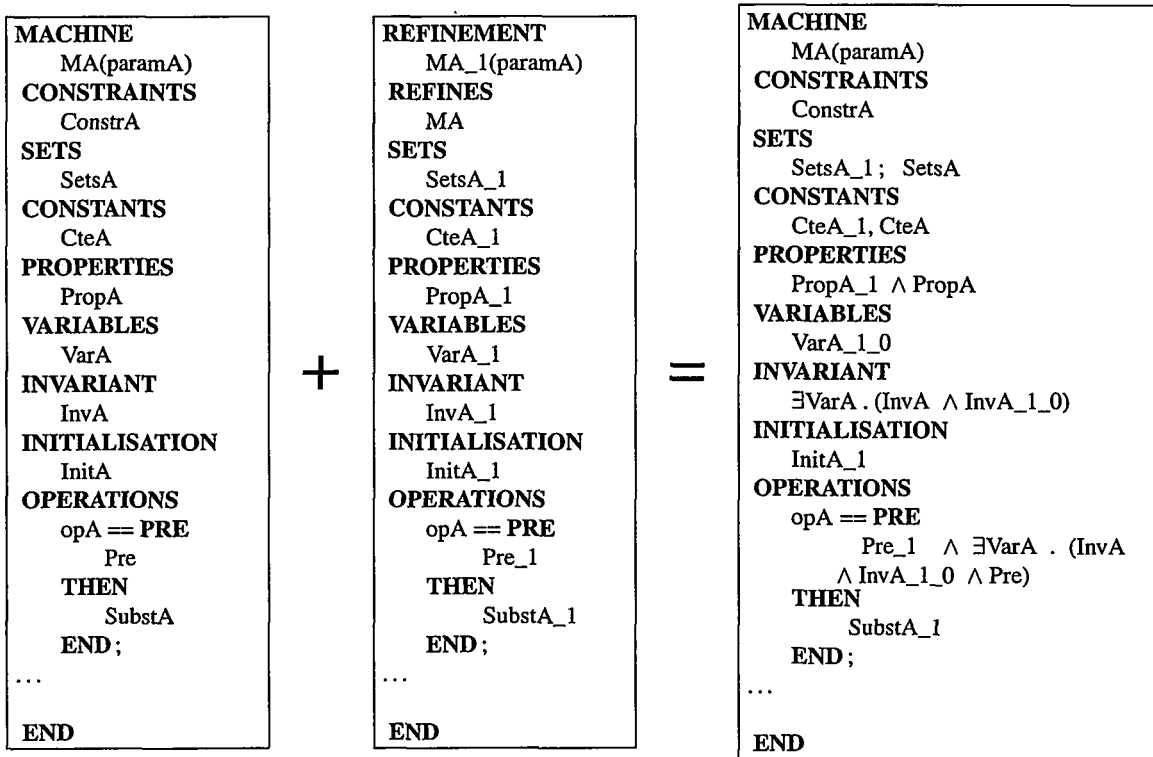 MACHINE
MA(paramA)
CONSTRAINTS
ConstrA
SETS
SetsA
CONSTANTS
CteA
PROPERTIES
PropA
VARIABLES
VarA
INVARIANT
InvA
INITIALISATION
InitA
OPERATIONS
opA == PRE
Pre
THEN
SubstA
END ;
...
END
+
REFINEMENT
MA_1(paramA)
REFINES
MA
SETS
SetsA_1
CONSTANTS
CteA_1
PROPERTIES
PropA_1
VARIABLES
VarA_1
INVARIANT
InvA_1
INITIALISATION
InitA_1
OPERATIONS
opA == PRE
Pre_1
THEN
SubstA_1
END ;
...
END
=
MACHINE
MA(paramA)
CONSTRAINTS
ConstrA
SETS
SetsA_1 ; SetsA
CONSTANTS
CteA_1, CteA
PROPERTIES
PropA_1 ∧ PropA
VARIABLES
VarA_1_0
INVARIANT
∃VarA . (InvA ∧ InvA_1_0)
INITIALISATION
InitA_1
OPERATIONS
opA == PRE
Pre_1 ∧ ∃VarA . (InvA
∧ InvA_1_0 ∧ Pre)
THEN
SubstA_1
END ;
...
END